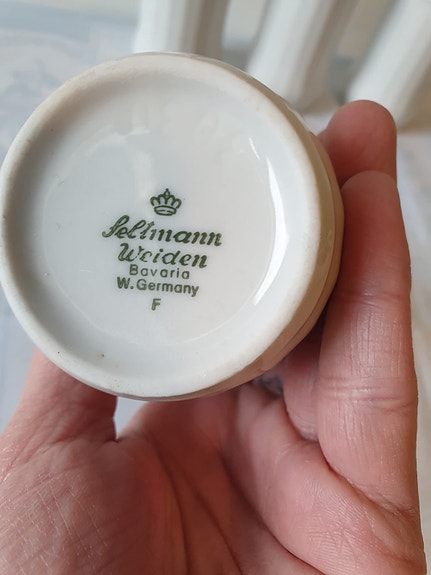 Seltmann
Weiden
Bavaria
W.Germany
F